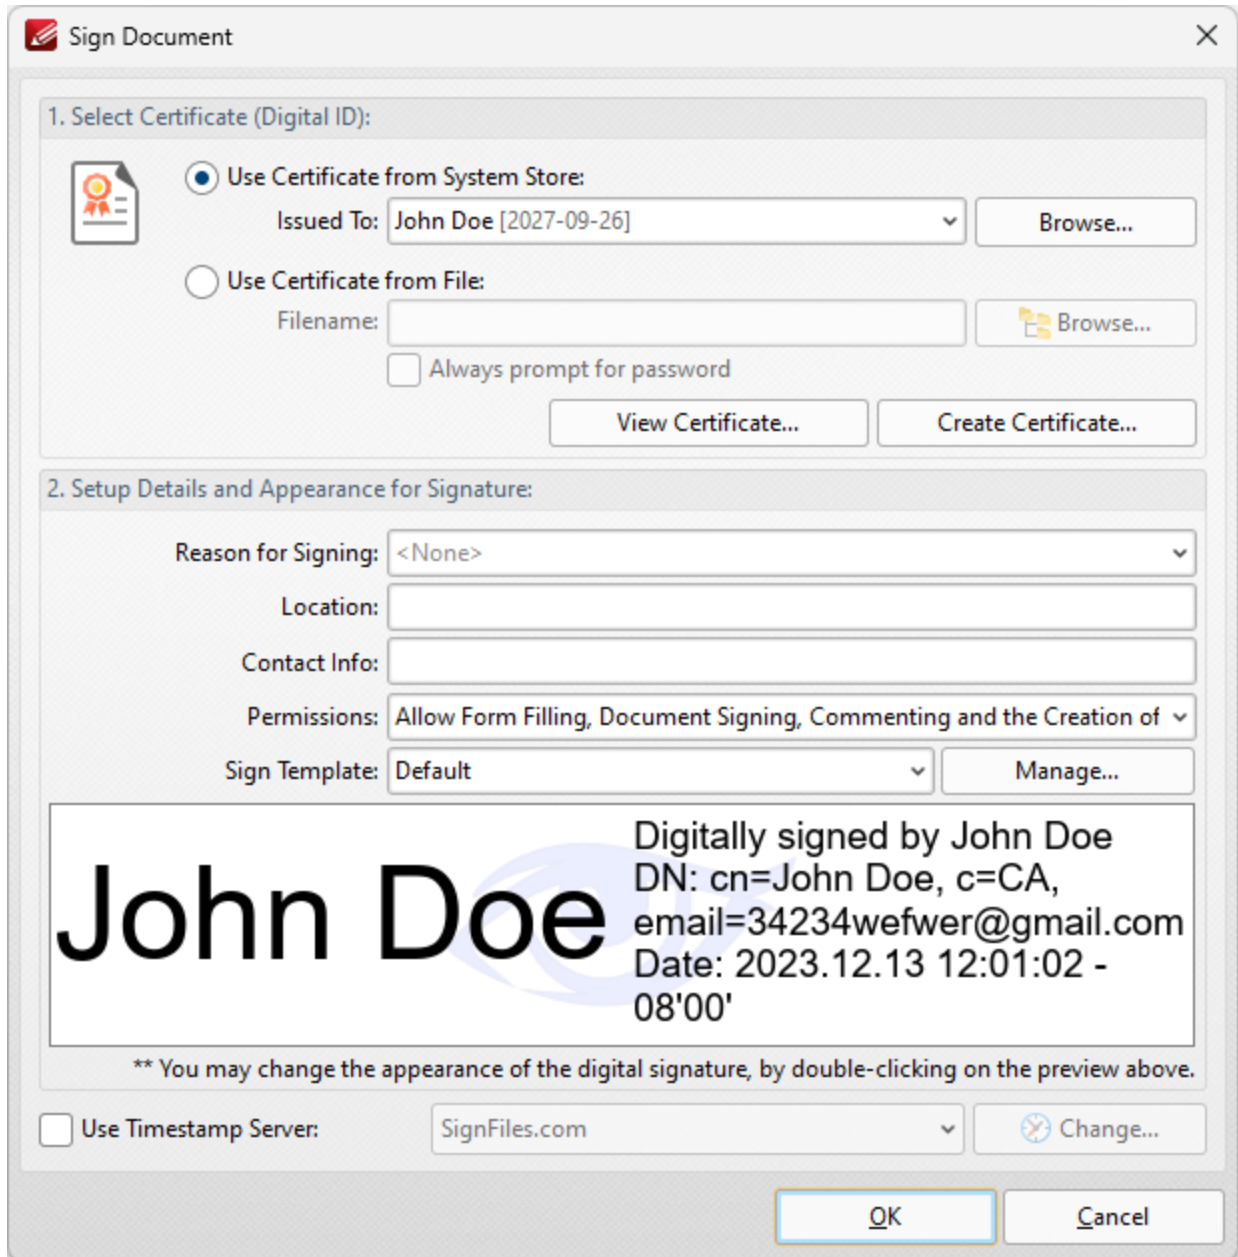 Sign Document
1. Select Certificate (Digital ID):
Use Certificate from System Store:
Issued To: John Doe [2027-09-26] Browse...
Use Certificate from File:
Filename: Browse...
Always prompt for password
View Certificate... Create Certificate...
2. Setup Details and Appearance for Signature:
Reason for Signing: <None>
Location:
Contact Info:
Permissions: Allow Form Filling, Document Signing, Commenting and the Creation of
Sign Template: Default Manage...
John Doe
Digitally signed by John Doe
DN: cn=John Doe, c=CA,
email=34234wefwer@gmail.com
Date: 2023.12.13 12:01:02 -
08'00'
** You may change the appearance of the digital signature, by double-clicking on the preview above.
Use Timestamp Server: SignFiles.com Change...
OK Cancel